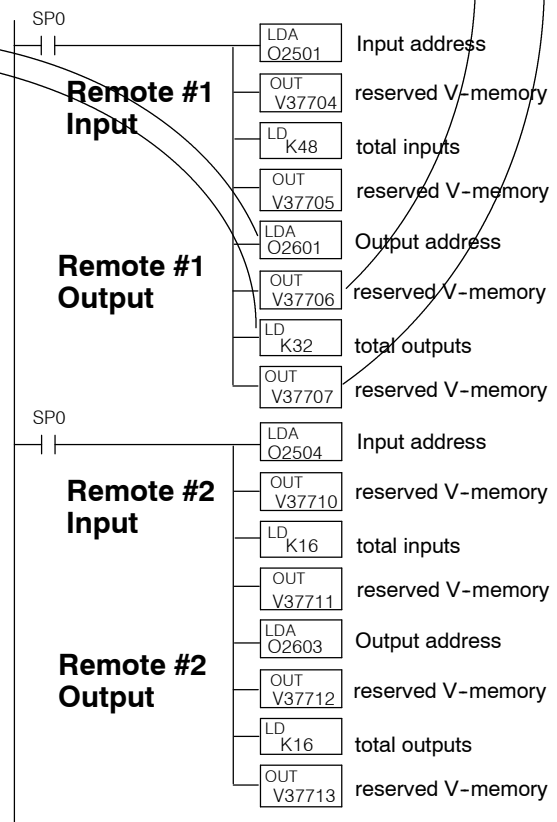 SP0
LDA
O2501 Input address
OUT
V37704 reserved V-memory
Remote #1
Input
LD
K48 total inputs
OUT
V37705 reserved V-memory
LDA
O2601 Output address
Remote #1
Output
OUT
V37706 reserved V-memory
LD
K32 total outputs
OUT
V37707 reserved V-memory
SP0
LDA
O2504 Input address
OUT
V37710 reserved V-memory
Remote #2
Input
LD
K16 total inputs
OUT
V37711 reserved V-memory
LDA
O2603 Output address
Remote #2
Output
OUT
V37712 reserved V-memory
LD
K16 total outputs
OUT
V37713 reserved V-memory